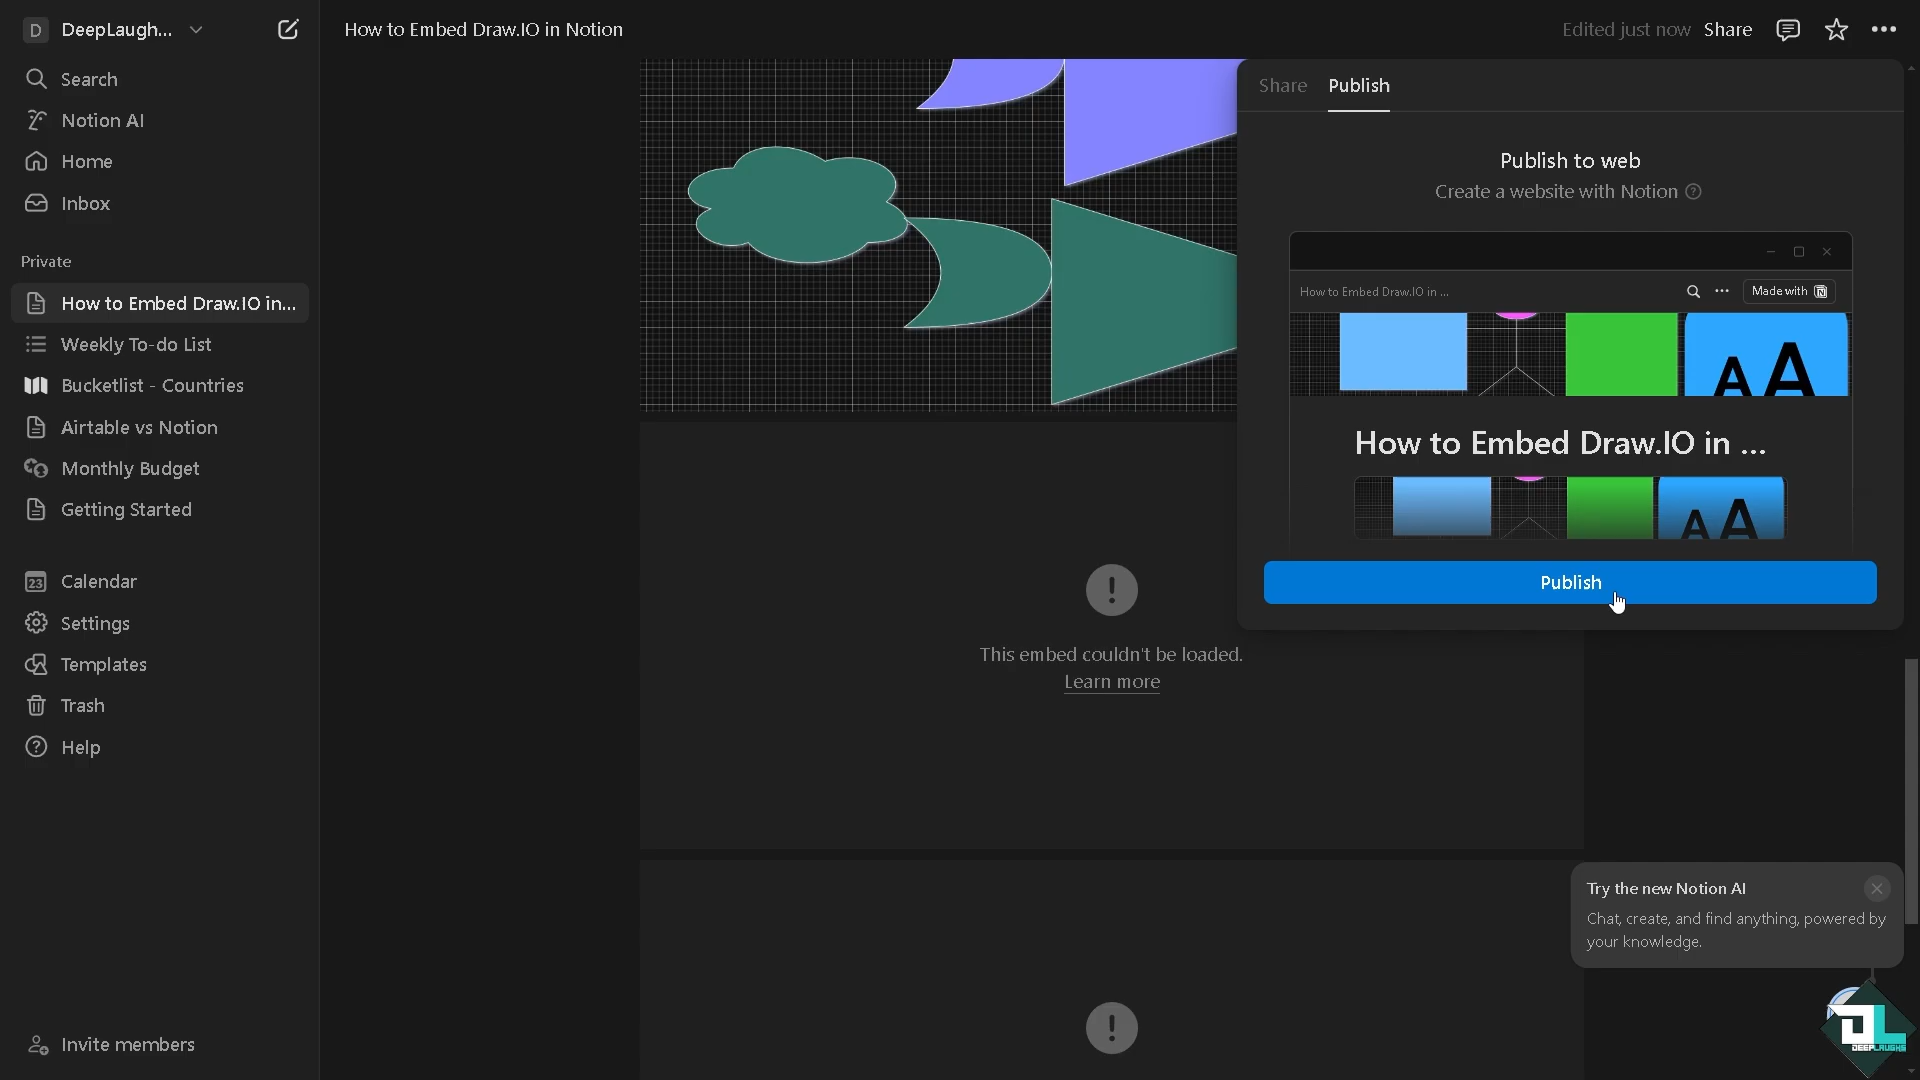 D DeepLaugh...
Search
Notion AI
Home
Inbox
Private
How to Embed Draw.IO in...
Weekly To-do List
Bucketlist - Countries
Airtable vs Notion
Monthly Budget
Getting Started
23 Calendar
Settings
Templates
Trash
Help
Invite members
How to Embed Draw.IO in Notion
Edited just now Share
Share Publish
Publish to web
Create a website with Notion
How to Embed Draw.IO in ...
Made with
A A
How to Embed Draw.IO in ...
A A
Publish
This embed couldn't be loaded.
Learn more
Try the new Notion AI
Chat, create, and find anything, powered by
your knowledge.
DL
DEEPLAUGHS